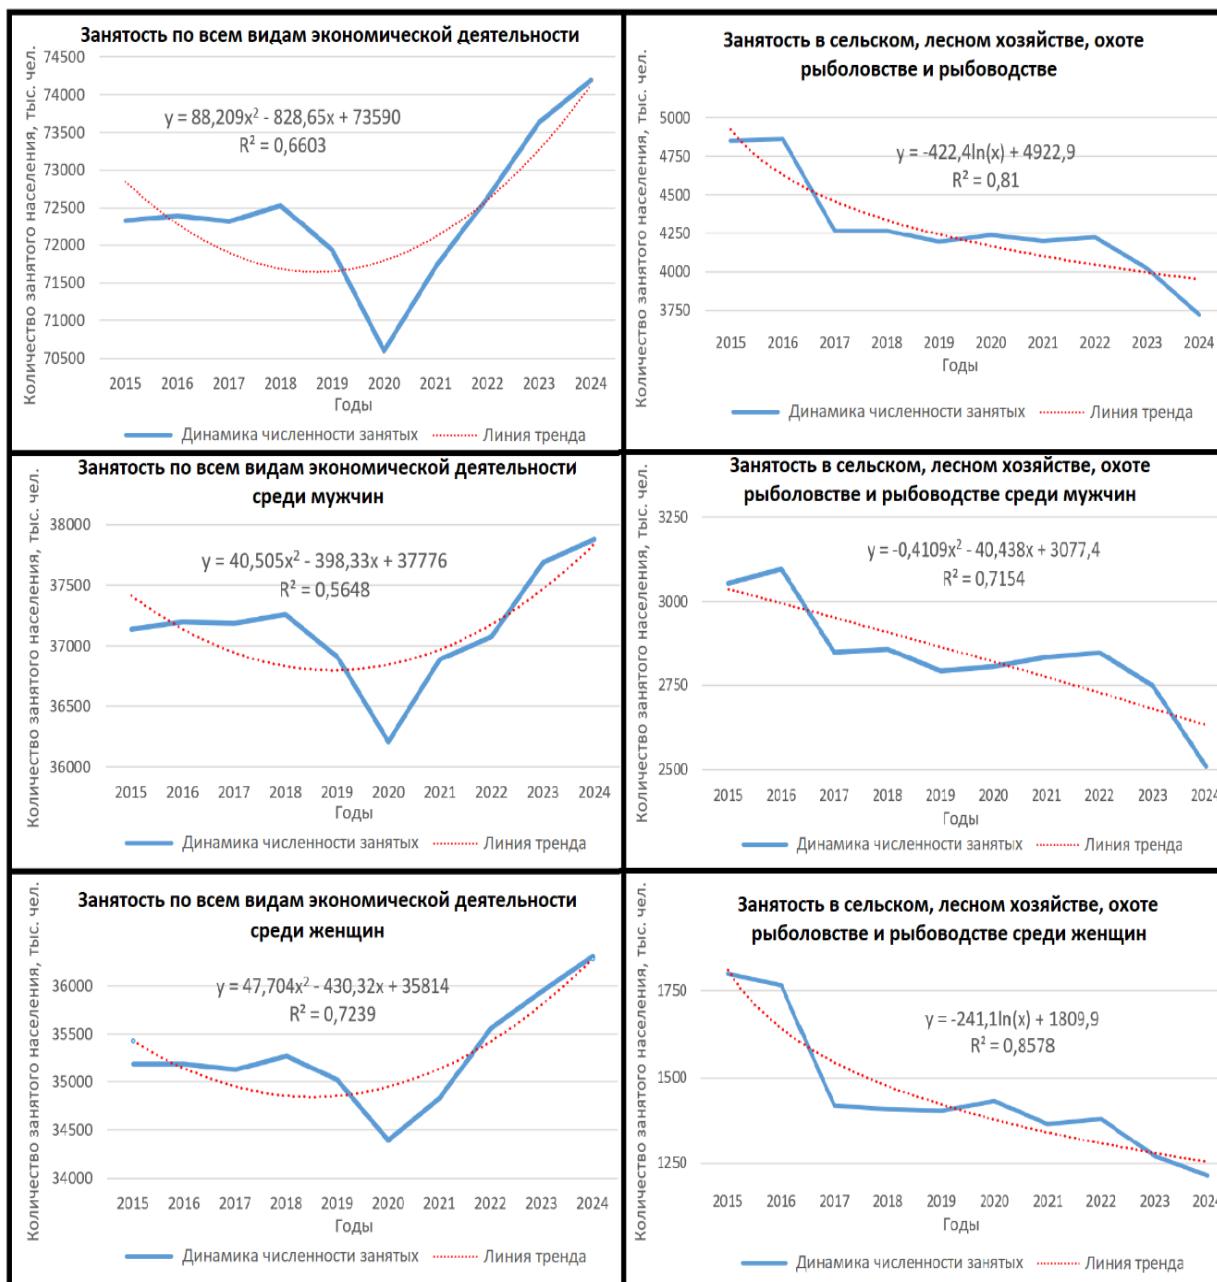 Занятость по всем видам экономической деятельности
Количество занятого населения, тыс. чел.
74500
74000
73500
73000
72500
72000
71500
71000
70500
y = 88,209x² - 828,65x + 73590
R² = 0,6603
2015 2016 2017 2018 2019 2020 2021 2022 2023 2024
Годы
Динамика численности занятых Линия тренда
Занятость в сельском, лесном хозяйстве, охоте
рыболовстве и рыбоводстве
Количество занятого населения, тыс. чел.
5000
4750
4500
4250
4000
3750
y = -422,4ln(x) + 4922,9
R² = 0,81
2015 2016 2017 2018 2019 2020 2021 2022 2023 2024
Годы
Динамика численности занятых Линия тренда
Занятость по всем видам экономической деятельности
среди мужчин
Количество занятого населения, тыс. чел.
38000
37500
37000
36500
36000
y = 40,505x² - 398,33x + 37776
R² = 0,5648
2015 2016 2017 2018 2019 2020 2021 2022 2023 2024
Годы
Динамика численности занятых Линия тренда
Занятость в сельском, лесном хозяйстве, охоте
рыболовстве и рыбоводстве среди мужчин
Количество занятого населения, тыс. чел.
3250
3000
2750
2500
y = -0,4109x² - 40,438x + 3077,4
R² = 0,7154
2015 2016 2017 2018 2019 2020 2021 2022 2023 2024
Годы
Динамика численности занятых Линия тренда
Занятость по всем видам экономической деятельности
среди женщин
Количество занятого населения, тыс. чел.
36000
35500
35000
34500
34000
y = 47,704x² - 430,32x + 35814
R² = 0,7239
2015 2016 2017 2018 2019 2020 2021 2022 2023 2024
Годы
Динамика численности занятых Линия тренда
Занятость в сельском, лесном хозяйстве, охоте
рыболовстве и рыбоводстве среди женщин
Количество занятого населения, тыс. чел.
1750
1500
1250
y = -241,1ln(x) + 1809,9
R² = 0,8578
2015 2016 2017 2018 2019 2020 2021 2022 2023 2024
Годы
Динамика численности занятых Линия тренда